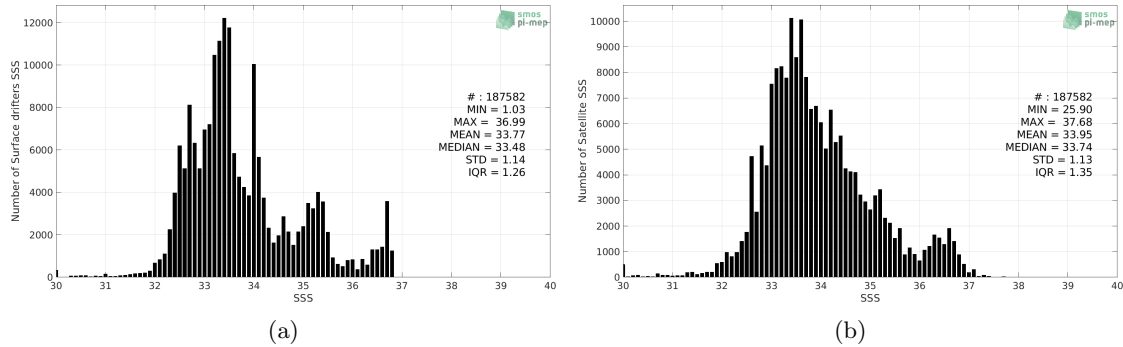 12000
10000
8000
6000
4000
2000
0
Number of Surface drifters SSS
30 31 32 33 34 35 36 37 38 39 40
SSS
smos
pi-mep
# : 187582
MIN = 1.03
MAX = 36.99
MEAN = 33.77
MEDIAN = 33.48
STD = 1.14
IQR = 1.26
(a)
10000
9000
8000
7000
6000
5000
4000
3000
2000
1000
0
Number of Satellite SSS
30 31 32 33 34 35 36 37 38 39 40
SSS
smos
pi-mep
# : 187582
MIN = 25.90
MAX = 37.68
MEAN = 33.95
MEDIAN = 33.74
STD = 1.13
IQR = 1.35
(b)